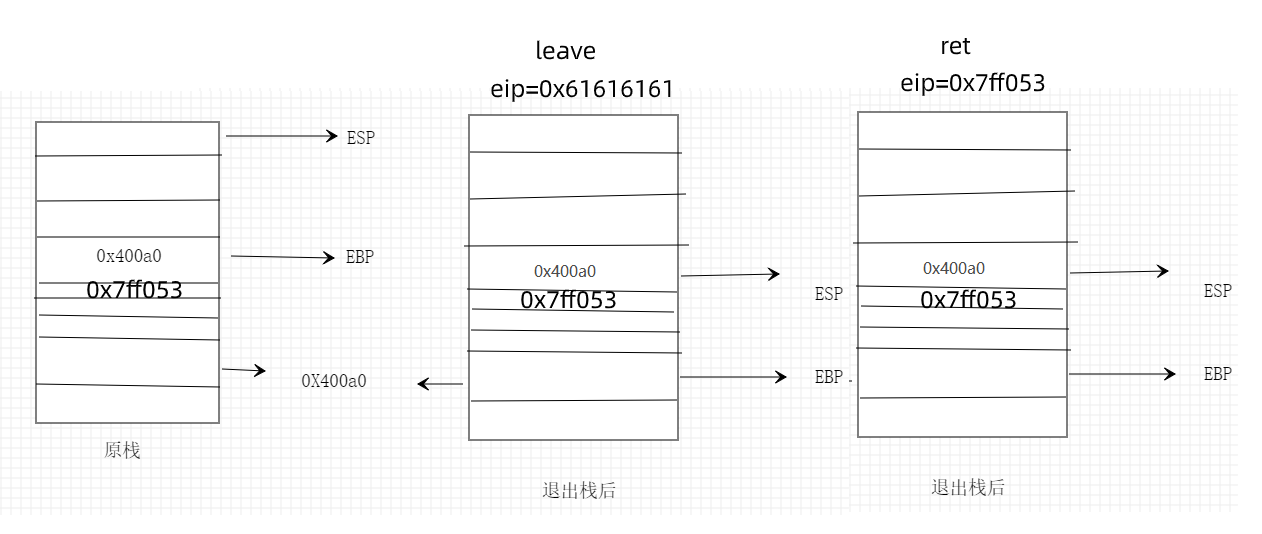 leave
eip=0x61616161
ret
eip=0x7ff053
ESP
0x400a0
EBP
0x7ff053
0X400a0
原栈
0x400a0
0x7ff053
ESP
EBP
退出栈后
0x400a0
0x7ff053
ESP
EBP
退出栈后